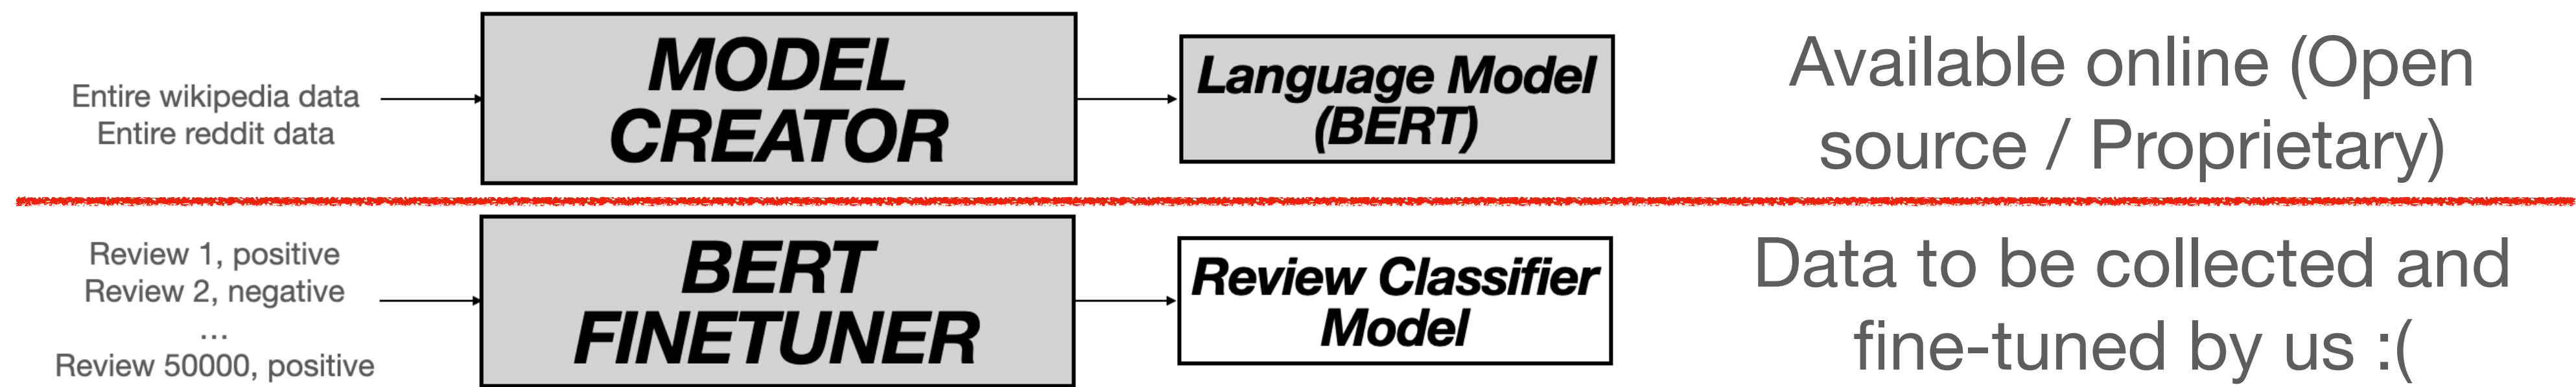 Entire wikipedia data
Entire reddit data
MODEL
CREATOR
Language Model
(BERT)
Available online (Open
source / Proprietary)
Review 1, positive
Review 2, negative
...
Review 50000, positive
BERT
FINETUNER
Review Classifier
Model
Data to be collected and
fine-tuned by us :(